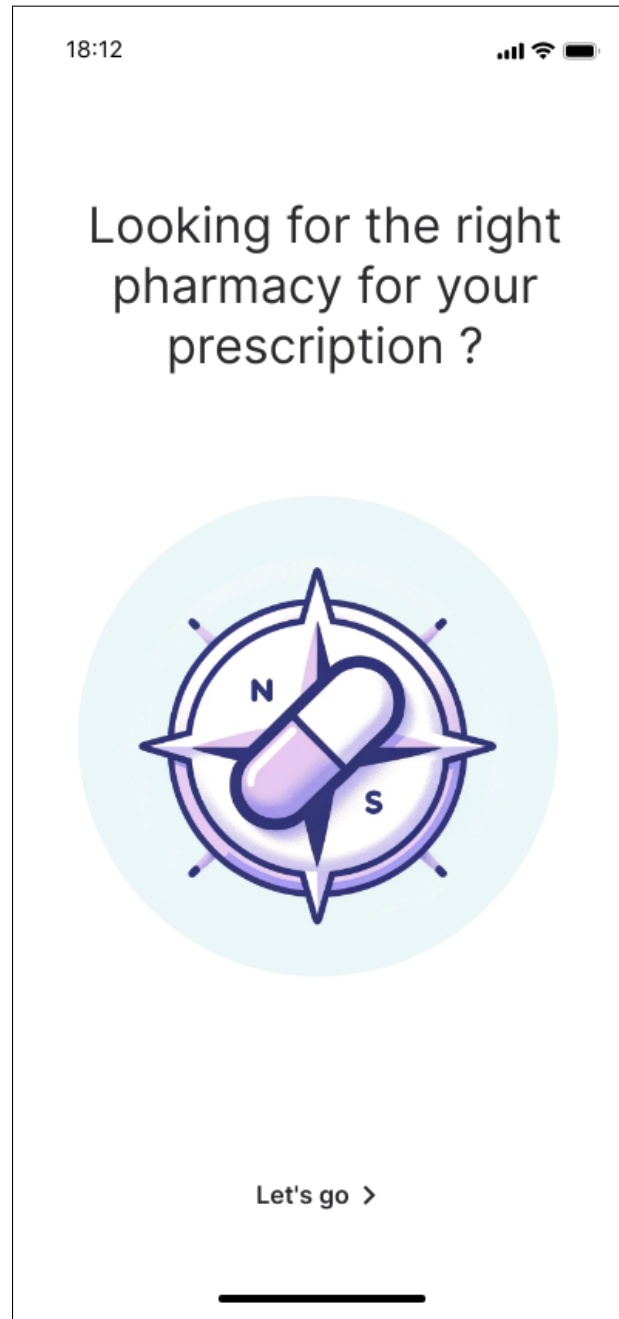 18:12
Looking for the right
pharmacy for your
prescription ?
N
S
Let's go >